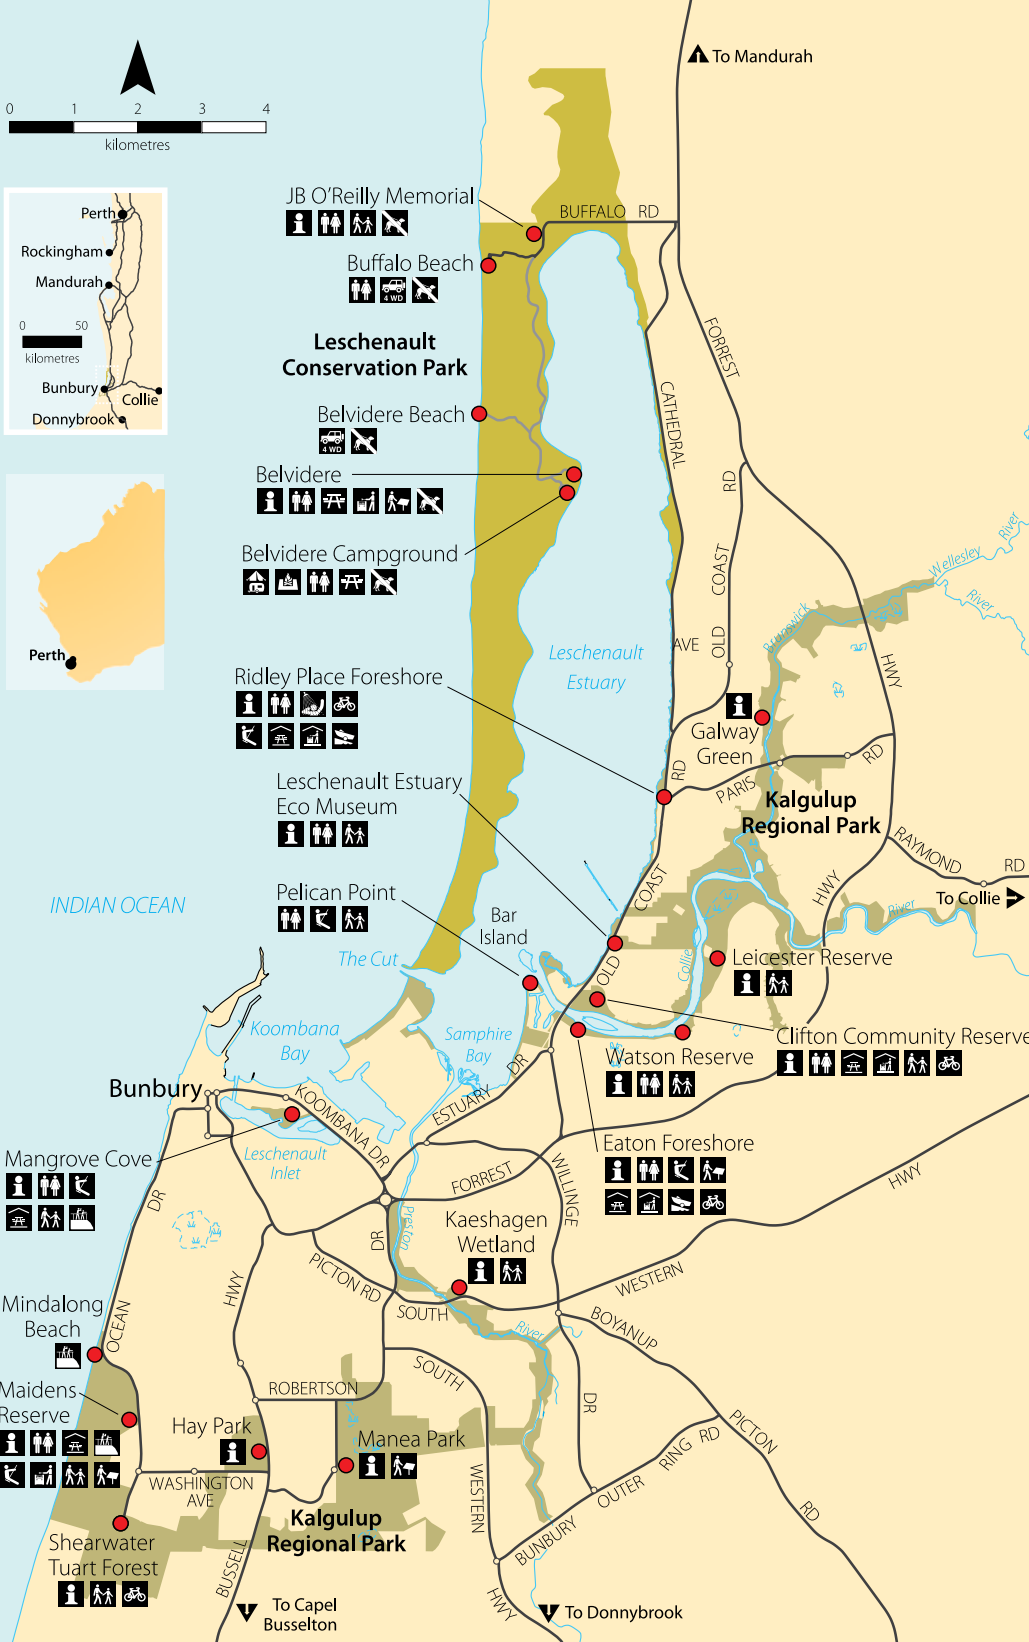 To Mandurah
0 1 2 3 4
kilometres
JB O'Reilly Memorial
BUFFALO RD
Perth
Rockingham
Mandurah
0 50
kilometres
Bunbury
Collie
Donnybrook
Buffalo Beach
4 WD
Leschenault
Conservation Park
FORREST
CATHEDRAL
Belvidere Beach
4 WD
Belvidere
RD
Belvidere Campground
COAST
OLD
Wellesley
River
River
Brunswick
AVE
HWY
Perth
Leschenault
Estuary
Ridley Place Foreshore
Galway
Green
RD
PARIS
RD
Leschenault Estuary
Eco Museum
Kalgulup
Regional Park
RAYMOND
RD
To Collie
HWY
COAST
River
Pelican Point
Bar
Island
INDIAN OCEAN
The Cut
OLD
Collie
Leicester Reserve
Koombana
Bay
Samphire
Bay
Clifton Community Reserve
Watson Reserve
DR
ESTUARY
Bunbury
KOOMBANA DR
Eaton Foreshore
Mangrove Cove
Leschenault
Inlet
DR
FORREST
WILLINGE
HWY
Preston
Kaeshagen
Wetland
DR
PICTON RD
HWY
WESTERN
SOUTH
River
BOYANUP
Mindalong
Beach
OCEAN
SOUTH
ROBERTSON
DR
Maidens
Reserve
Hay Park
Manea Park
RING RD
PICTON
RD
WASHINGTON
AVE
WESTERN
OUTER
BUNBURY
Kalgulup
Regional Park
Shearwater
Tuart Forest
BUSSELL
HWY
To Capel
Busselton
To Donnybrook